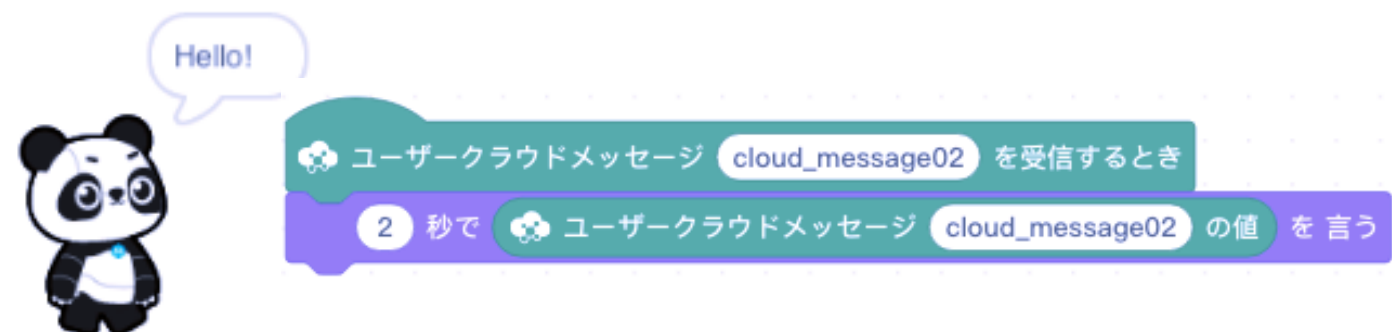 Hello!
ユーザークラウドメッセージ cloud_message02 を受信するとき
2 秒で ユーザークラウドメッセージ cloud_message02 の値 を 言う